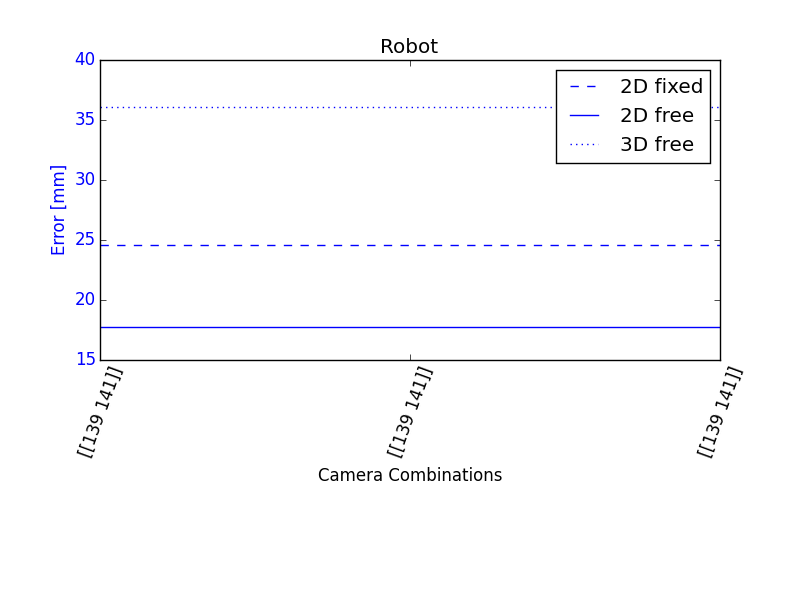 Robot
40
35
30
25
20
15
Error [mm]
2D fixed
2D free
3D free
[[139 141]]
[[139 141]]
[[139 141]]
Camera Combinations